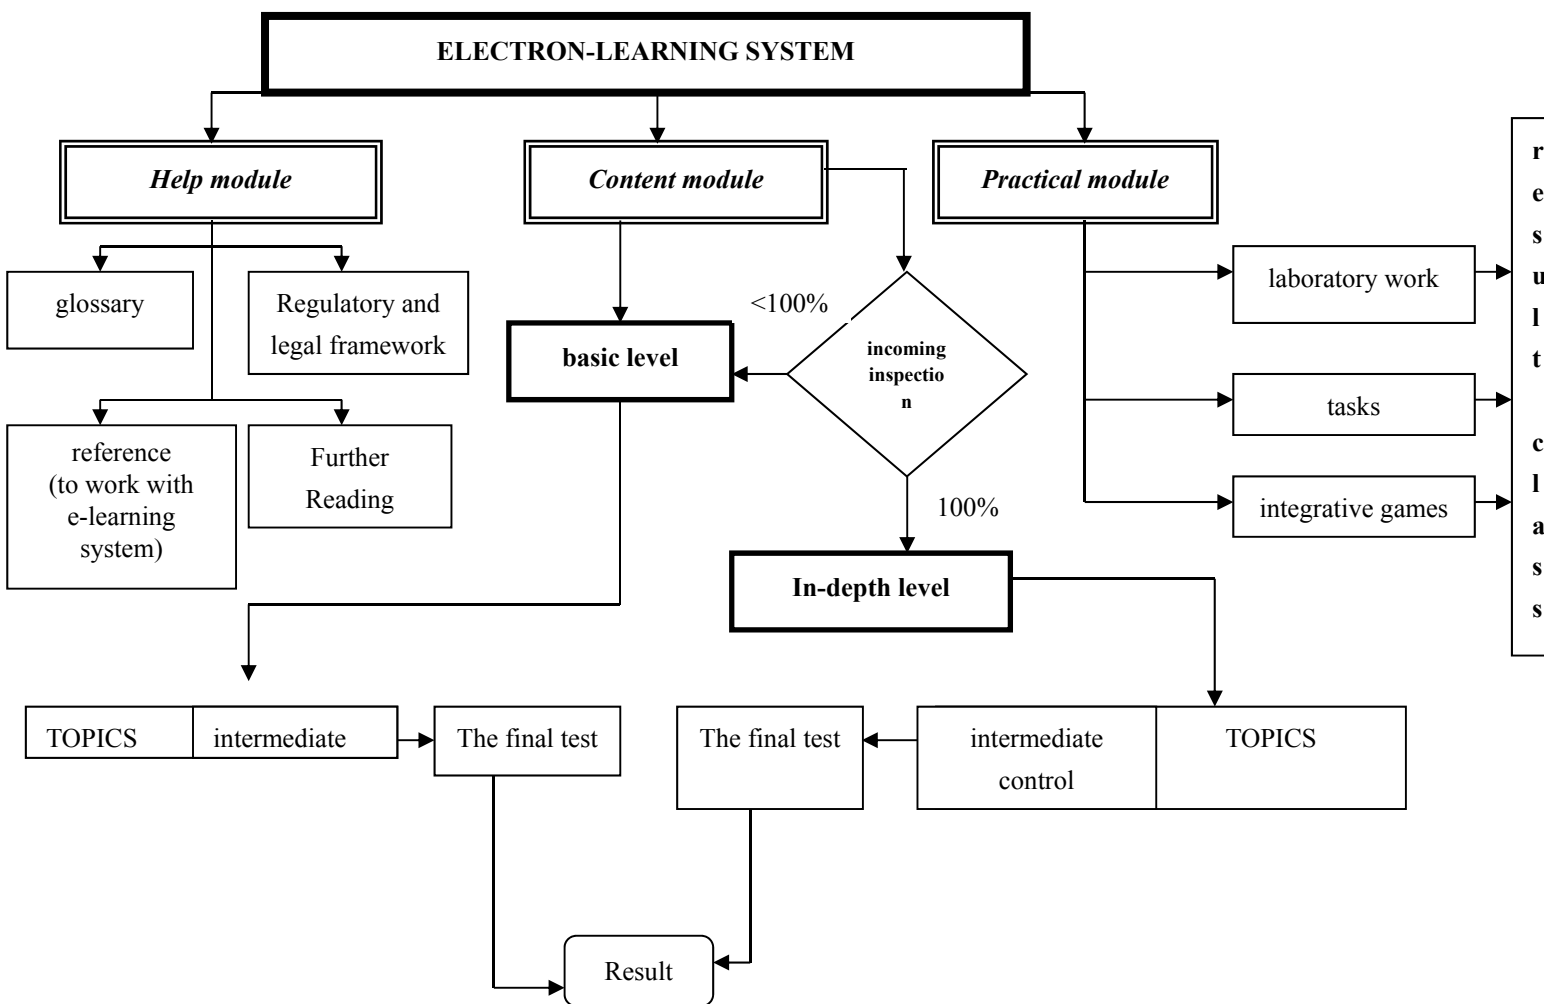 ELECTRON-LEARNING SYSTEM
Help module
Content module
Practical module
glossary
Regulatory and
legal framework
reference
(to work with
e-learning
system)
Further
Reading
basic level
<100%
incoming
inspectio
n
100%
In-depth level
laboratory work
tasks
integrative games
r
e
s
u
l
t
c
l
a
s
s
TOPICS
intermediate
The final test
The final test
intermediate
control
TOPICS
Result